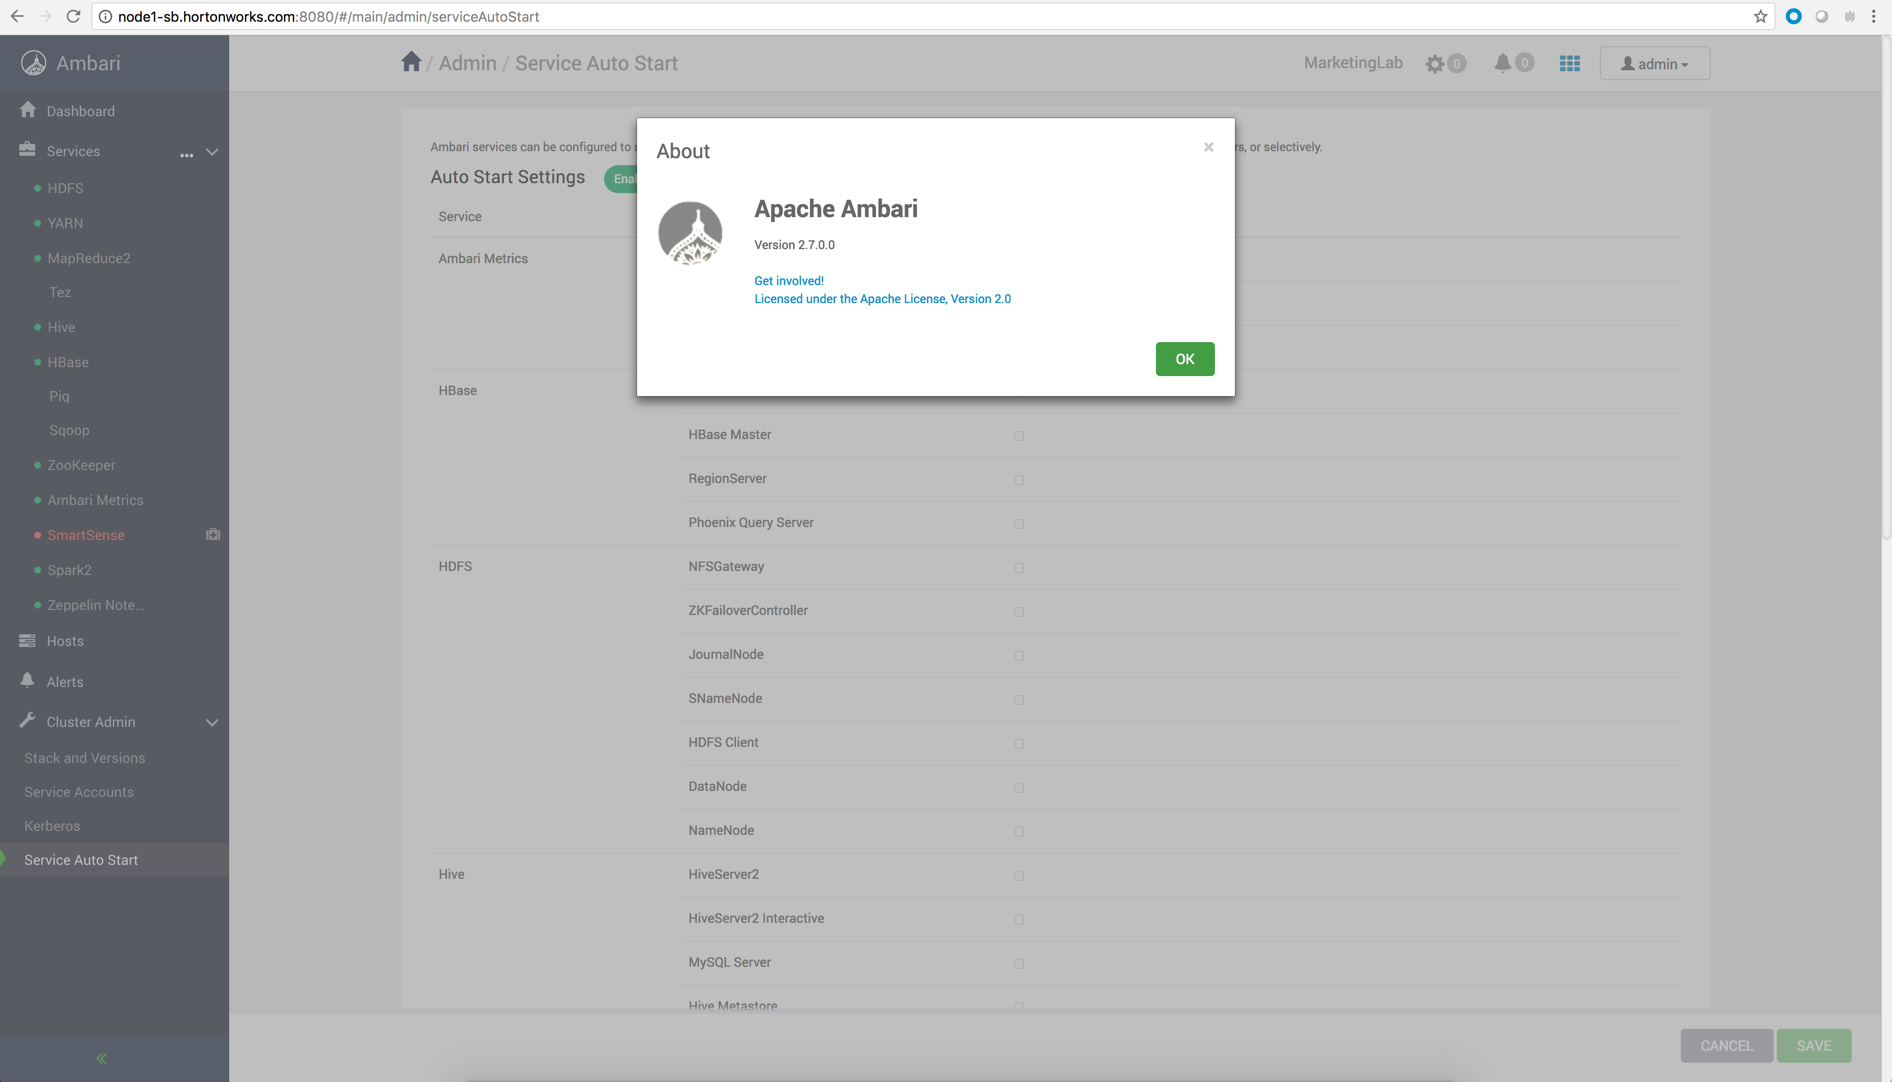 node1-sb.hortonworks.com:8080/#/main/admin/serviceAutoStart
Ambari
/ Admin / Service Auto Start
MarketingLab
0
0
admin
Dashboard
Services
...
HDFS
YARN
MapReduce2
Tez
Hive
HBase
Pig
Sqoop
ZooKeeper
Ambari Metrics
SmartSense
Spark2
Zeppelin Note...
Hosts
Alerts
Cluster Admin
Stack and Versions
Service Accounts
Kerberos
Service Auto Start
«
Ambari services can be configured to s
rs, or selectively.
Auto Start Settings
Enal
Service
Ambari Metrics
About
×
Apache Ambari
Version 2.7.0.0
Get involved!
Licensed under the Apache License, Version 2.0
OK
HBase
HBase Master
RegionServer
Phoenix Query Server
HDFS
NFSGateway
ZKFailoverController
JournalNode
SNameNode
HDFS Client
DataNode
NameNode
Hive
HiveServer2
HiveServer2 Interactive
MySQL Server
Hive Metastore
CANCEL
SAVE